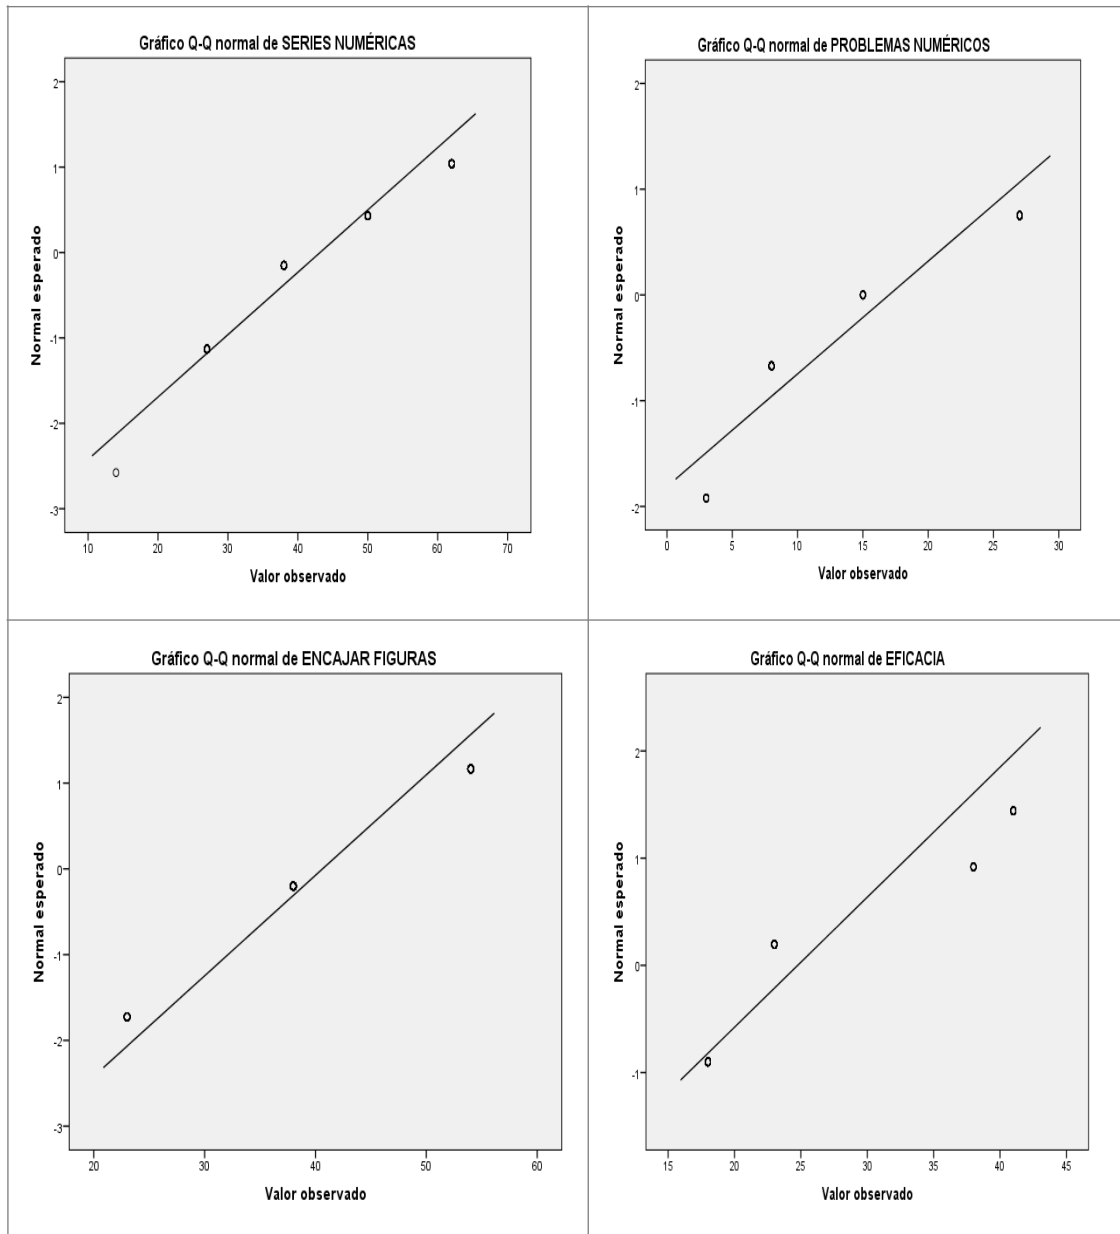 Gráfico Q-Q normal de SERIES NUMÉRICAS
2
1
0
-1
-2
-3
Normal esperado
10 20 30 40 50 60 70
Valor observado
Gráfico Q-Q normal de PROBLEMAS NUMÉRICOS
2
1
0
-1
-2
Normal esperado
0 5 10 15 20 25 30
Valor observado
Gráfico Q-Q normal de ENCAJAR FIGURAS
2
1
0
-1
-2
-3
Normal esperado
20 30 40 50 60
Valor observado
Gráfico Q-Q normal de EFICACIA
2
1
0
-1
Normal esperado
15 20 25 30 35 40 45
Valor observado